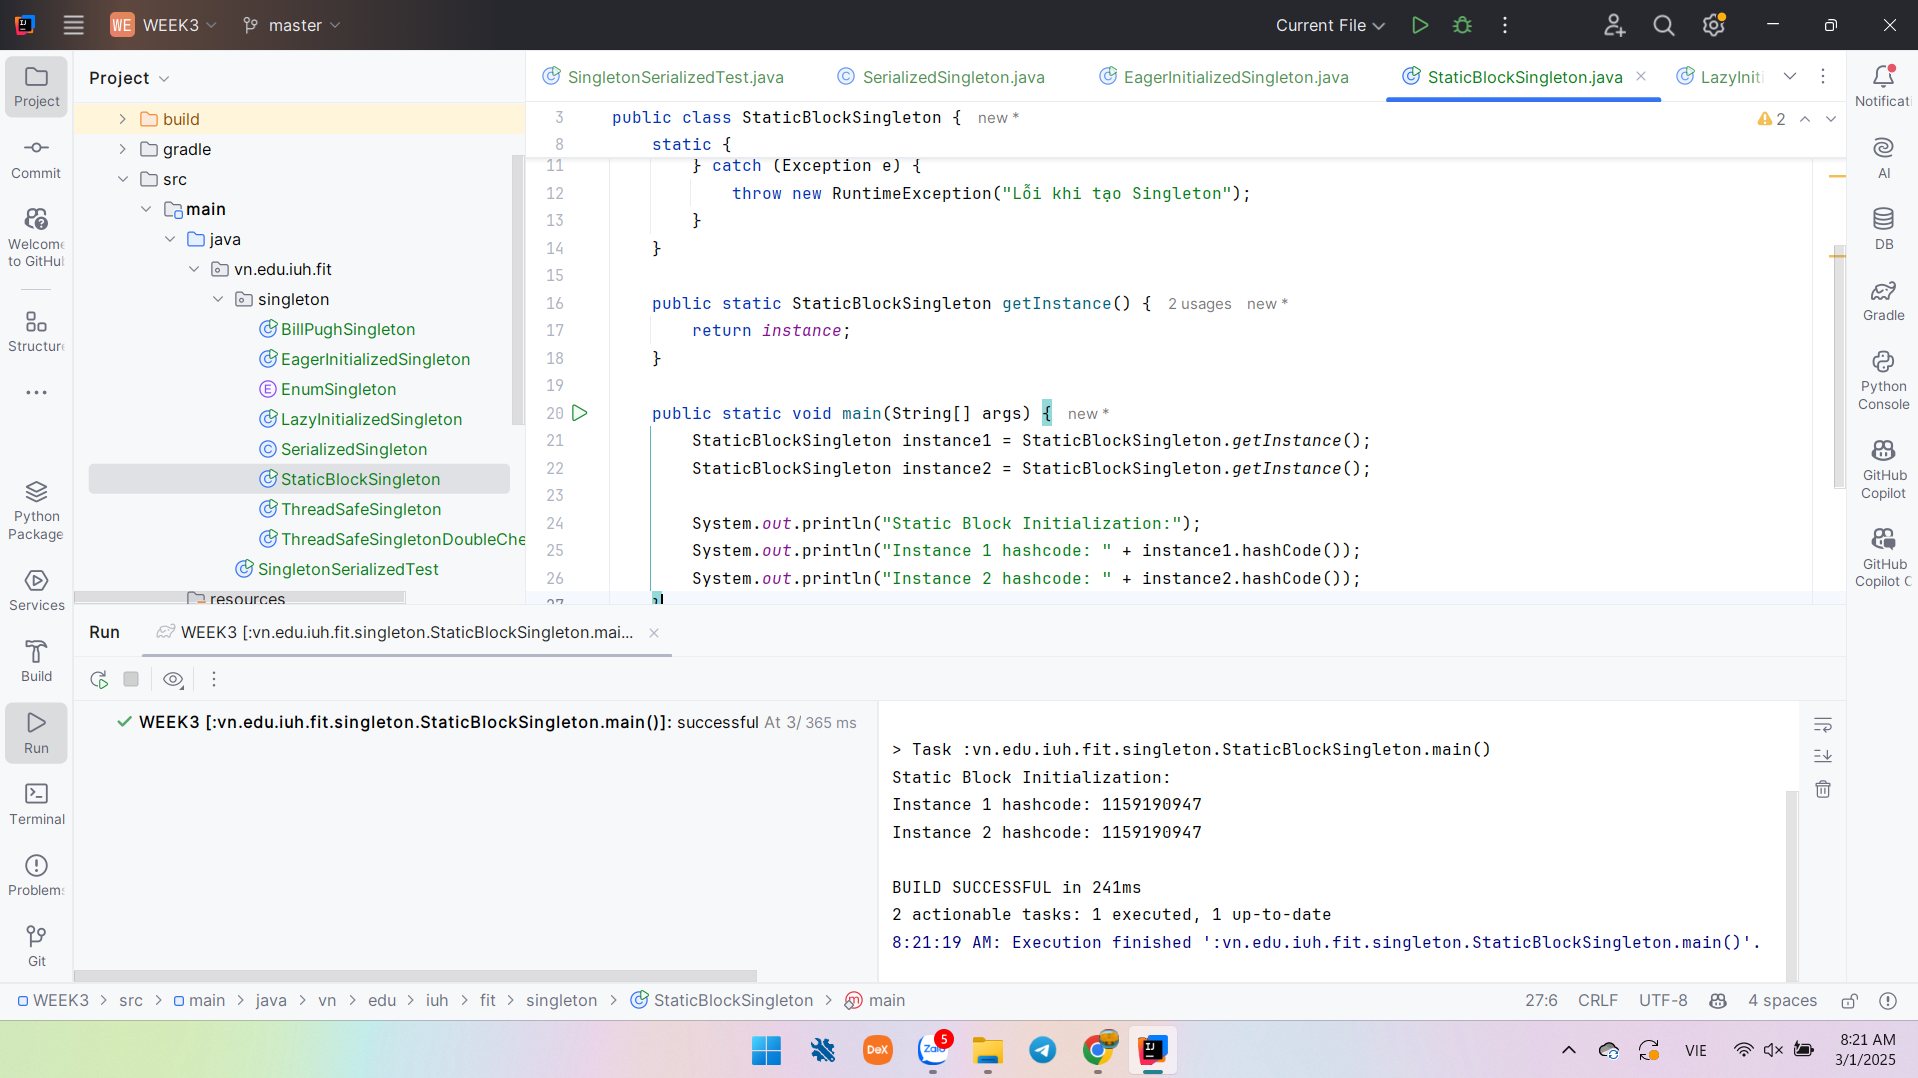 WE WEEK3 master Current File
Project
Commit
Welcome
to GitHu
Structure
Python
Package
Services
Build
Run
Terminal
Problems
Git
Project
build
gradle
src
main
java
vn.edu.iuh.fit
singleton
BillPughSingleton
EagerInitializedSingleton
EnumSingleton
LazyInitializedSingleton
SerializedSingleton
StaticBlockSingleton
ThreadSafeSingleton
ThreadSafeSingletonDoubleChe
SingletonSerializedTest
resources
SingletonSerializedTest.java SerializedSingleton.java EagerInitializedSingleton.java StaticBlockSingleton.java LazyIniti
3 public class StaticBlockSingleton { new * 2
8 static {
11 } catch (Exception e) {
12 throw new RuntimeException("Lỗi khi tạo Singleton");
13 }
14 }
15
16 public static StaticBlockSingleton getInstance() { 2 usages new *
17 return instance;
18 }
19
20 public static void main(String[] args) { new *
21 StaticBlockSingleton instance1 = StaticBlockSingleton.getInstance();
22 StaticBlockSingleton instance2 = StaticBlockSingleton.getInstance();
23
24 System.out.println("Static Block Initialization:");
25 System.out.println("Instance 1 hashcode: " + instance1.hashCode());
26 System.out.println("Instance 2 hashcode: " + instance2.hashCode());
27 }
Notificati
AI
DB
Gradle
Python
Console
GitHub
Copilot
GitHub
Copilot C
Run WEEK3 [:vn.edu.iuh.fit.singleton.StaticBlockSingleton.mai...
WEEK3 [:vn.edu.iuh.fit.singleton.StaticBlockSingleton.main()]: successful At 3/ 365 ms
> Task :vn.edu.iuh.fit.singleton.StaticBlockSingleton.main()
Static Block Initialization:
Instance 1 hashcode: 1159190947
Instance 2 hashcode: 1159190947
BUILD SUCCESSFUL in 241ms
2 actionable tasks: 1 executed, 1 up-to-date
8:21:19 AM: Execution finished ':vn.edu.iuh.fit.singleton.StaticBlockSingleton.main()'.
WEEK3 > src > main > java > vn > edu > iuh > fit > singleton > StaticBlockSingleton > main 27:6 CRLF UTF-8 4 spaces
DeX Zalo 5 IJ VIE 8:21 AM
3/1/2025